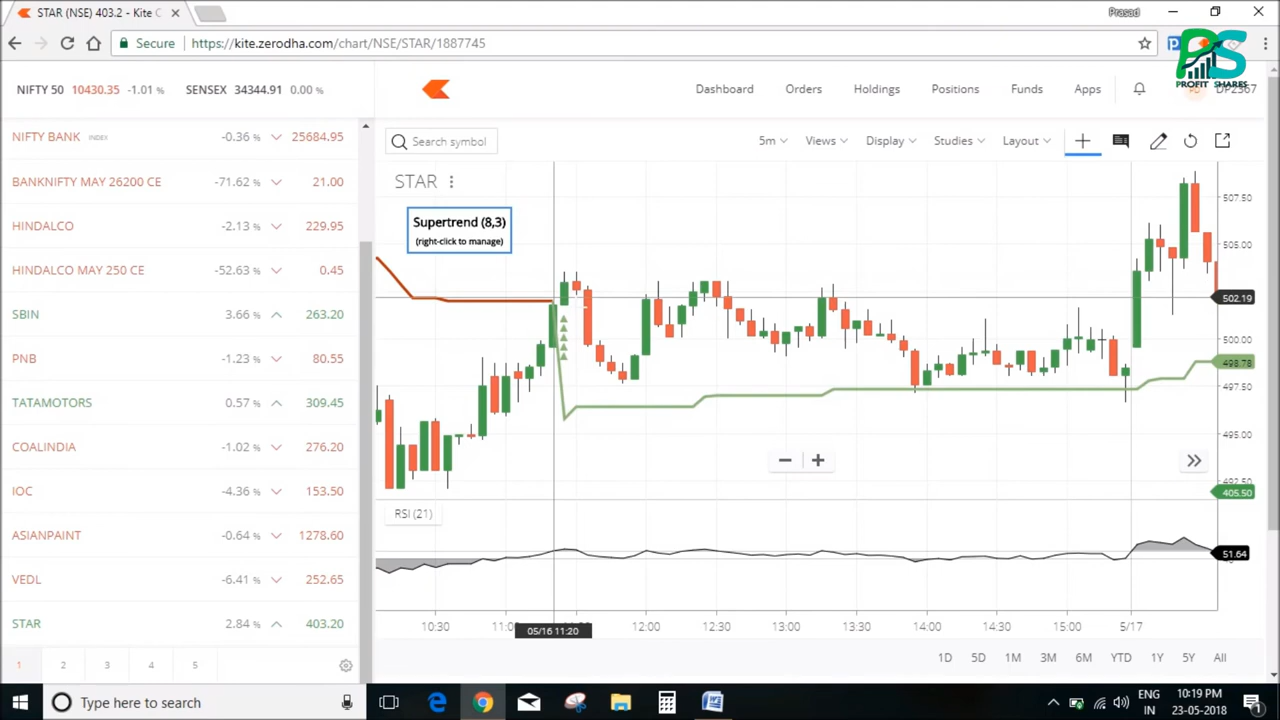 STAR (NSE) 403.2 - Kite C
Prasad
Secure
https://kite.zerodha.com/chart/NSE/STAR/1887745
PS
PROFIT SHARES
NIFTY 50 10430.35 -1.01 % SENSEX 34344.91 0.00 %
Dashboard Orders Holdings Positions Funds Apps
NIFTY BANK INDEX -0.36 % 25684.95
BANKNIFTY MAY 26200 CE -71.62 % 21.00
HINDALCO -2.13 % 229.95
HINDALCO MAY 250 CE -52.63 % 0.45
SBIN 3.66 % 263.20
PNB -1.23 % 80.55
TATAMOTORS 0.57 % 309.45
COALINDIA -1.02 % 276.20
IOC -4.36 % 153.50
ASIANPAINT -0.64 % 1278.60
VEDL -6.41 % 252.65
STAR 2.84 % 403.20
1 2 3 4 5
Search symbol
5m Views Display Studies Layout
STAR
Supertrend (8,3)
(right-click to manage)
507.50
505.00
502.19
500.00
498.78
497.50
495.00
405.50
RSI (21)
51.64
10:30 11:00 05/16 11:20 12:00 12:30 13:00 13:30 14:00 14:30 15:00 5/17
1D 5D 1M 3M 6M YTD 1Y 5Y All
Type here to search
ENG
IN
10:19 PM
23-05-2018
1